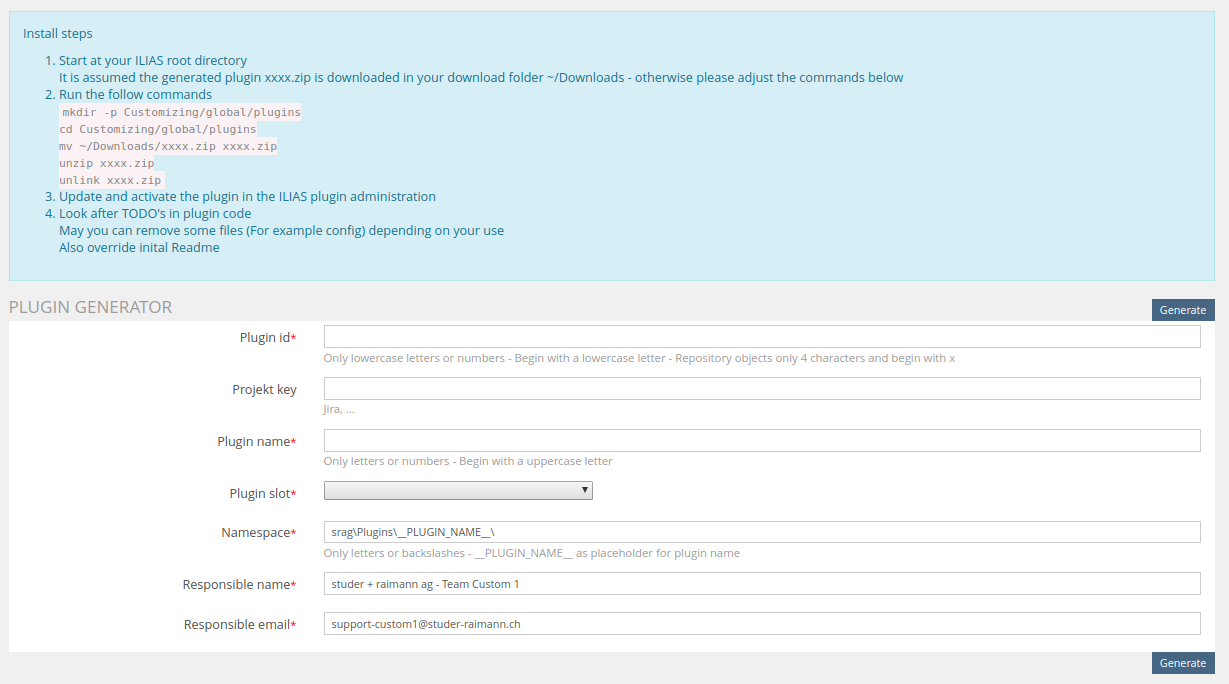 Install steps
1. Start at your ILIAS root directory
It is assumed the generated plugin xxxx.zip is downloaded in your download folder ~/Downloads - otherwise please adjust the commands below
2. Run the follow commands
mkdir -p Customizing/global/plugins
cd Customizing/global/plugins
mv ~/Downloads/xxxx.zip xxxx.zip
unzip xxxx.zip
unlink xxxx.zip
3. Update and activate the plugin in the ILIAS plugin administration
4. Look after TODO's in plugin code
May you can remove some files (For example config) depending on your use
Also override inital Readme
PLUGIN GENERATOR
Generate
Plugin id*
Only lowercase letters or numbers - Begin with a lowercase letter - Repository objects only 4 characters and begin with x
Projekt key
Jira, ...
Plugin name*
Only letters or numbers - Begin with a uppercase letter
Plugin slot*
Namespace* srag\Plugins\__PLUGIN_NAME__\
Only letters or backslashes - __PLUGIN_NAME__ as placeholder for plugin name
Responsible name* studer + raimann ag - Team Custom 1
Responsible email* support-custom1@studer-raimann.ch
Generate